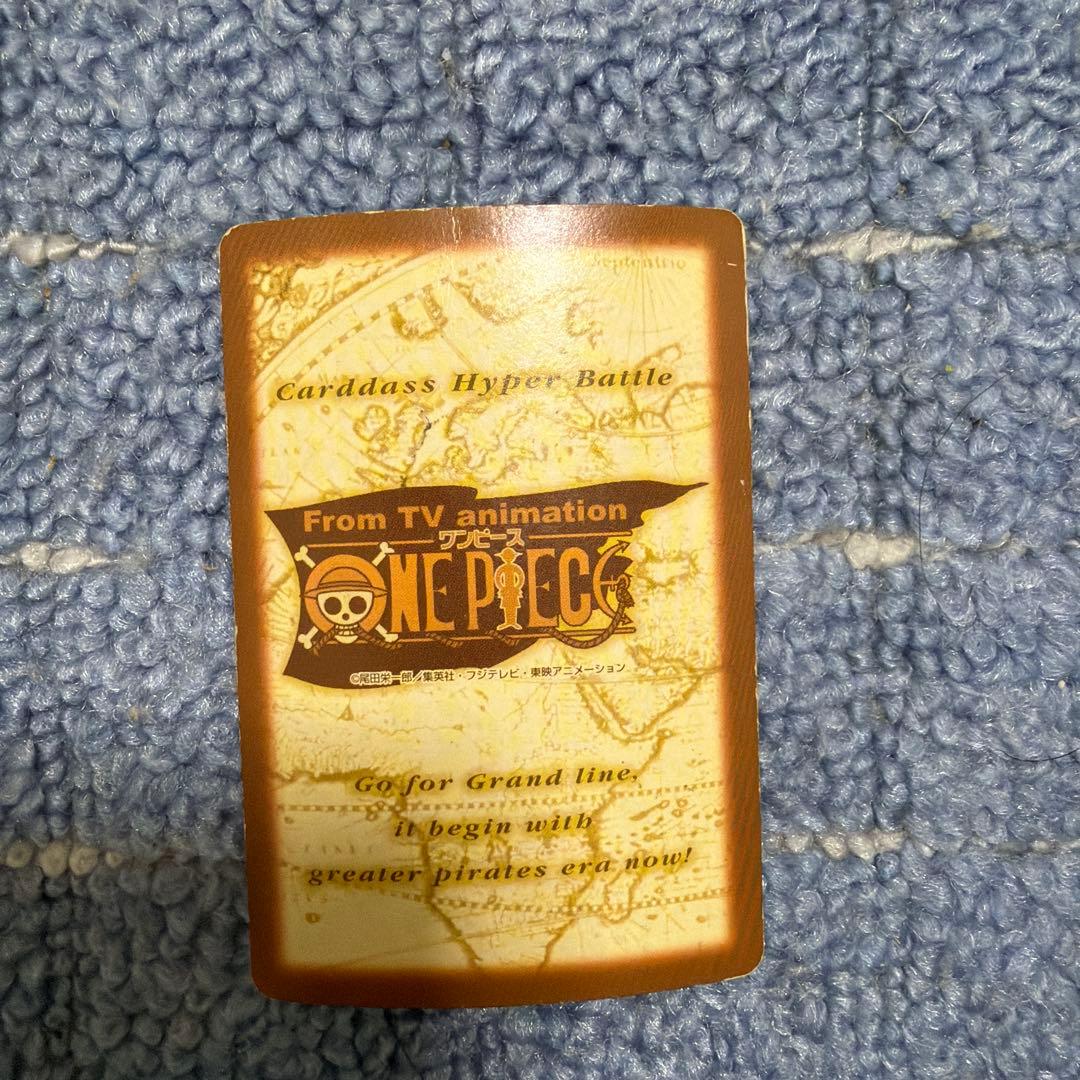 Septentrio
Carddass Hyper Battle
From TV animation
ワンピース
ONE PIECE
©尾田栄一郎／集英社・フジテレビ・東映アニメーション
Go for Grand line,
it begin with
greater pirates era now!